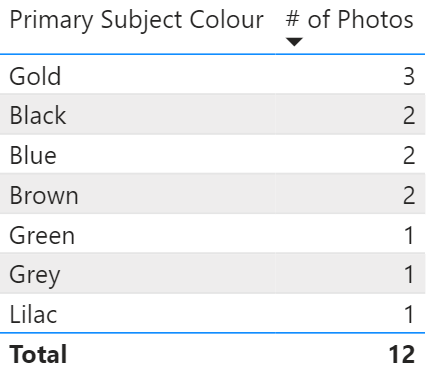 Primary Subject Colour # of Photos
Gold 3
Black 2
Blue 2
Brown 2
Green 1
Grey 1
Lilac 1
Total 12